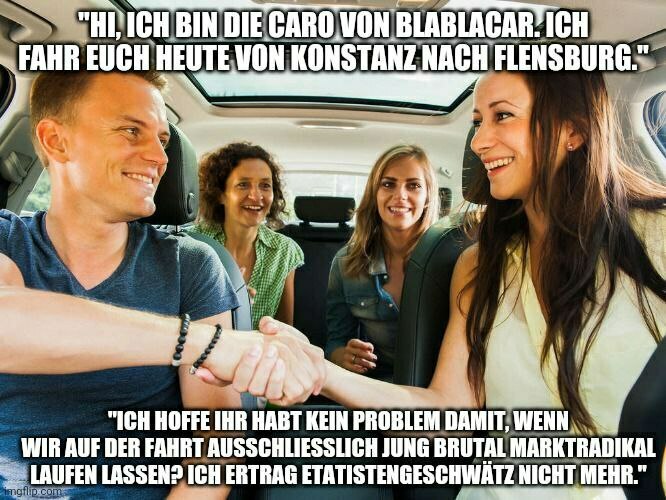 "HI, ICH BIN DIE CARO VON BLABLACAR. ICH
FAHR EUCH HEUTE VON KONSTANZ NACH FLENSBURG."
"ICH HOFFE IHR HABT KEIN PROBLEM DAMIT, WENN
WIR AUF DER FAHRT AUSSCHLIESSLICH JUNG BRUTAL MARKTRADIKAL
LAUFEN LASSEN? ICH ERTRAG ETATISTENGESCHWÄTZ NICHT MEHR."
imgflip.com